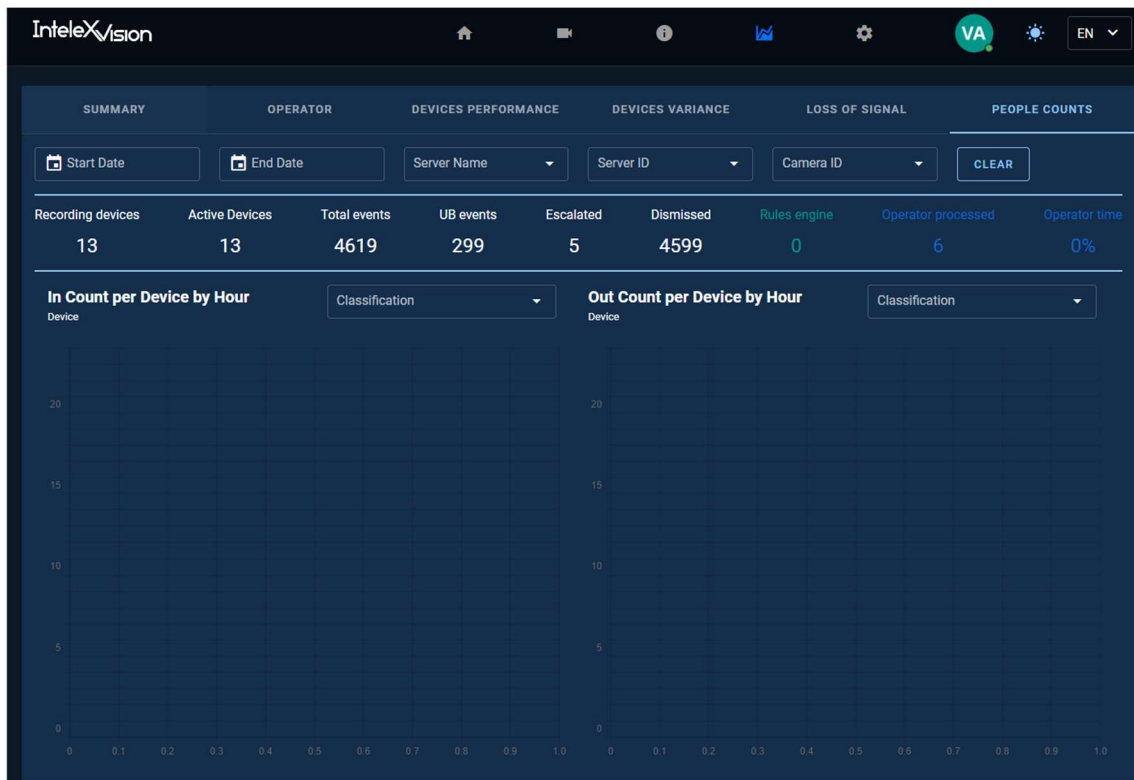 InteleXVision
VA
EN
SUMMARY OPERATOR DEVICES PERFORMANCE DEVICES VARIANCE LOSS OF SIGNAL PEOPLE COUNTS
Start Date End Date Server Name Server ID Camera ID CLEAR
Recording devices Active Devices Total events UB events Escalated Dismissed Rules engine Operator processed Operator time
13 13 4619 299 5 4599 0 6 0%
In Count per Device by Hour
Device
Classification
20
15
10
5
0
0 0.1 0.2 0.3 0.4 0.5 0.6 0.7 0.8 0.9 1.0
Out Count per Device by Hour
Device
Classification
20
15
10
5
0
0 0.1 0.2 0.3 0.4 0.5 0.6 0.7 0.8 0.9 1.0